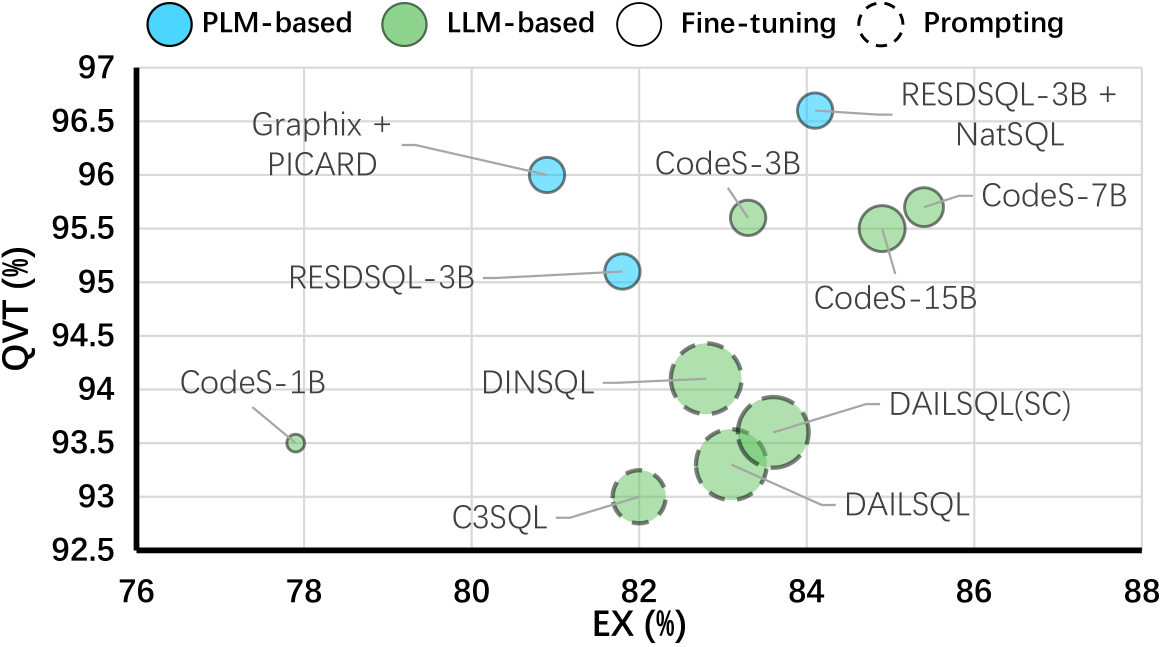 PLM-based LLM-based Fine-tuning Prompting
97
96.5
96
95.5
95
94.5
94
93.5
93
92.5
QVT (%)
RESDSQL-3B +
NatSQL
Graphix +
PICARD
CodeS-3B
CodeS-7B
RESDSQL-3B
CodeS-15B
CodeS-1B
DINSQL
DAILSQL(SC)
C3SQL
DAILSQL
76 78 80 82 84 86 88
EX (%)